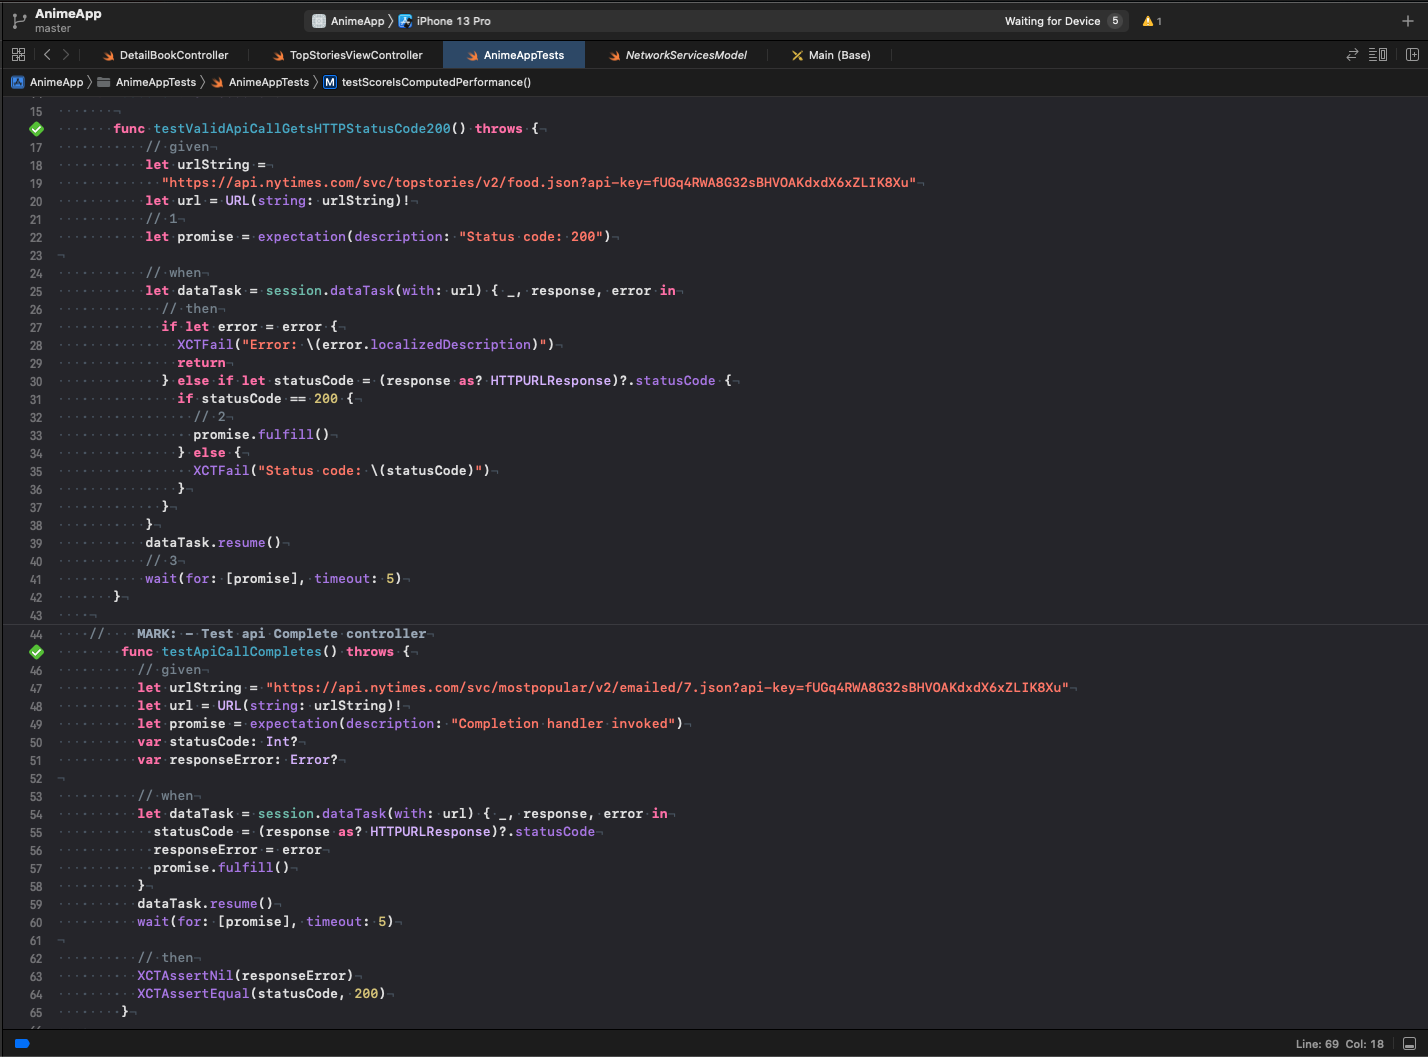 AnimeApp
master
AnimeApp 〉 iPhone 13 Pro
Waiting for Device 5
1
DetailBookController
TopStoriesViewController
AnimeAppTests
NetworkServicesModel
Main (Base)
AnimeApp 〉 AnimeAppTests 〉 AnimeAppTests 〉 M testScoreIsComputedPerformance()
15
func testValidApiCallGetsHTTPStatusCode200() throws {
17 // given
18 let urlString =
19 "https://api.nytimes.com/svc/topstories/v2/food.json?api-key=fUGq4RWA8G32sBHVOAKdxdX6xZLIK8Xu"
20 let url = URL(string: urlString)!
21 // 1
22 let promise = expectation(description: "Status code: 200")
23
24 // when
25 let dataTask = session.dataTask(with: url) { _, response, error in
26 // then
27 if let error = error {
28 XCTFail("Error: \(error.localizedDescription)")
29 return
30 } else if let statusCode = (response as? HTTPURLResponse)?.statusCode {
31 if statusCode == 200 {
32 // 2
33 promise.fulfill()
34 } else {
35 XCTFail("Status code: \(statusCode)")
36 }
37 }
38 }
39 dataTask.resume()
40 // 3
41 wait(for: [promise], timeout: 5)
42 }
43
44 // MARK: - Test api Complete controller
func testApiCallCompletes() throws {
46 // given
47 let urlString = "https://api.nytimes.com/svc/mostpopular/v2/emailed/7.json?api-key=fUGq4RWA8G32sBHVOAKdxdX6xZLIK8Xu"
48 let url = URL(string: urlString)!
49 let promise = expectation(description: "Completion handler invoked")
50 var statusCode: Int?
51 var responseError: Error?
52
53 // when
54 let dataTask = session.dataTask(with: url) { _, response, error in
55 statusCode = (response as? HTTPURLResponse)?.statusCode
56 responseError = error
57 promise.fulfill()
58 }
59 dataTask.resume()
60 wait(for: [promise], timeout: 5)
61
62 // then
63 XCTAssertNil(responseError)
64 XCTAssertEqual(statusCode, 200)
65 }
Line: 69 Col: 18